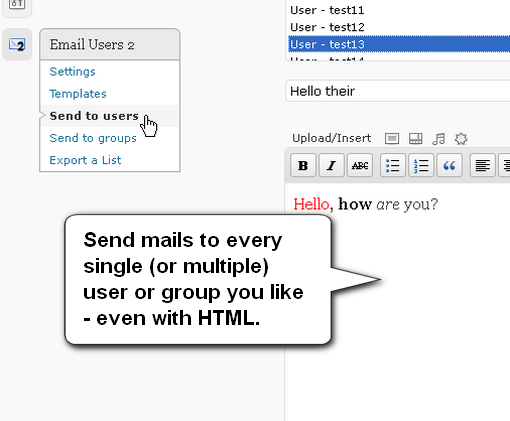 User - test11
User - test12
User - test13
Email Users 2
Settings
Templates
Send to users
Send to groups
Export a List
Hello their
Upload/Insert
B I ABC
Hello, how are you?
Send mails to every
single (or multiple)
user or group you like
- even with HTML.